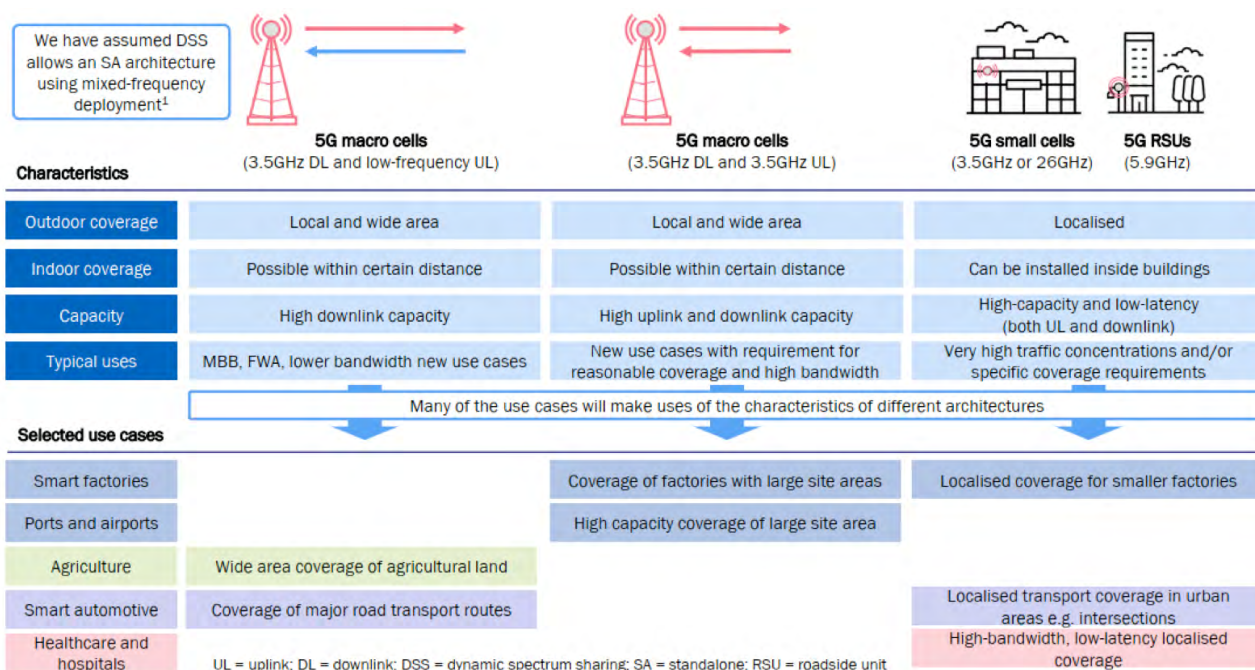 We have assumed DSS
allows an SA architecture
using mixed-frequency
deployment1
5G macro cells
(3.5GHz DL and low-frequency UL)
5G macro cells
(3.5GHz DL and 3.5GHz UL)
5G small cells
(3.5GHz or 26GHz)
5G RSUs
(5.9GHz)
Characteristics
Outdoor coverage
Local and wide area
Local and wide area
Localised
Indoor coverage
Possible within certain distance
Possible within certain distance
Can be installed inside buildings
Capacity
High downlink capacity
High uplink and downlink capacity
High-capacity and low-latency
(both UL and downlink)
Typical uses
MBB, FWA, lower bandwidth new use cases
New use cases with requirement for
reasonable coverage and high bandwidth
Very high traffic concentrations and/or
specific coverage requirements
Many of the use cases will make uses of the characteristics of different architectures
Selected use cases
Smart factories
Coverage of factories with large site areas
Localised coverage for smaller factories
Ports and airports
High capacity coverage of large site area
Agriculture
Wide area coverage of agricultural land
Smart automotive
Coverage of major road transport routes
Localised transport coverage in urban
areas e.g. intersections
Healthcare and
hospitals
High-bandwidth, low-latency localised
coverage
UL = uplink; DL = downlink; DSS = dynamic spectrum sharing; SA = standalone; RSU = roadside unit